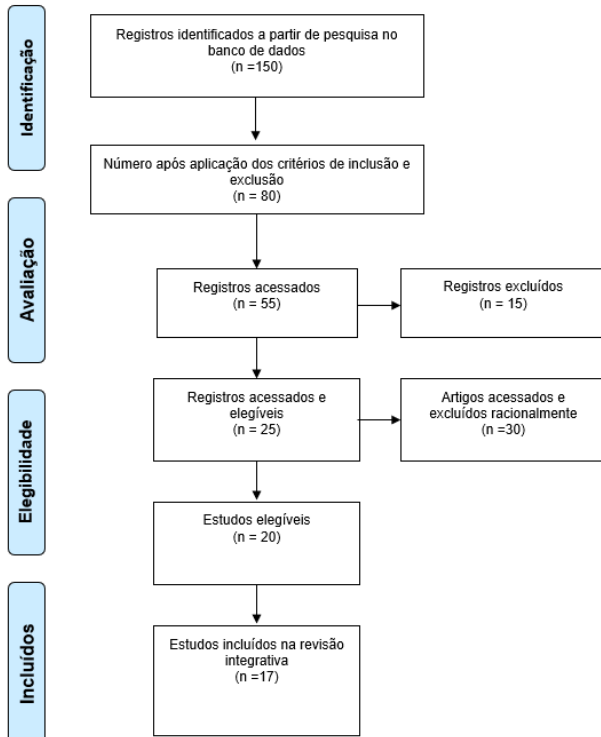 Identificação
Registros identificados a partir de pesquisa no
banco de dados
(n =150)
Número após aplicação dos critérios de inclusão e
exclusão
(n = 80)
Avaliação
Registros acessados
(n = 55)
Registros excluídos
(n = 15)
Elegibilidade
Registros acessados e
elegíveis
(n = 25)
Artigos acessados e
excluídos racionalmente
(n =30)
Estudos elegíveis
(n = 20)
Incluídos
Estudos incluídos na revisão
integrativa
(n =17)